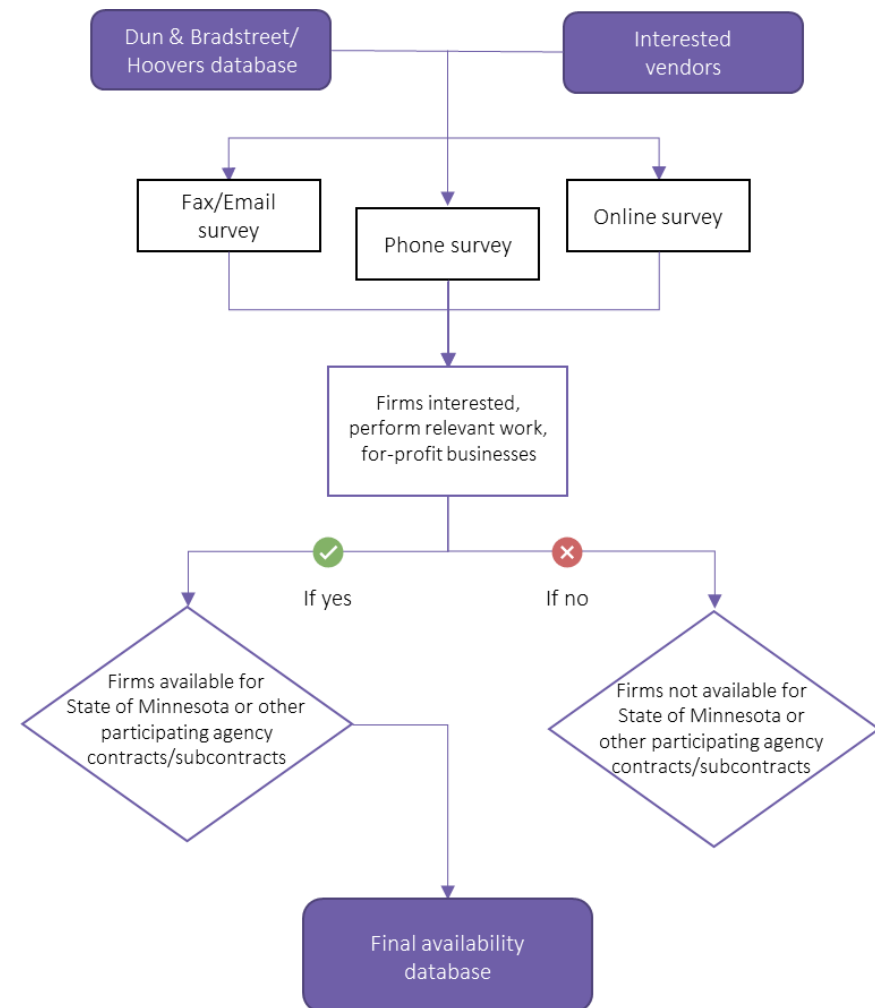 Dun & Bradstreet/
Hoovers database
Interested
vendors
Fax/Email
survey
Phone survey
Online survey
Firms interested,
perform relevant work,
for-profit businesses
If yes
If no
Firms available for
State of Minnesota or other
participating agency
contracts/subcontracts
Firms not available for
State of Minnesota or
other participating agency
contracts/subcontracts
Final availability
database